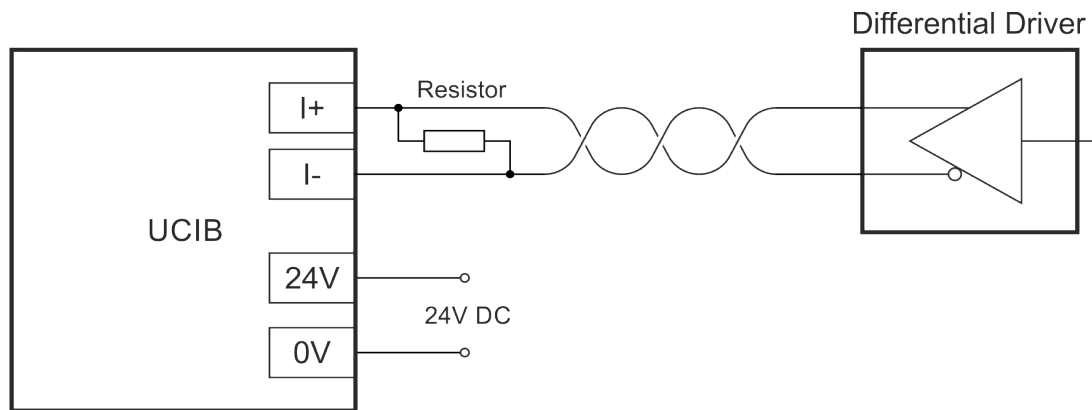 Differential Driver
I+
Resistor
I-
UCIB
24V
24V DC
0V